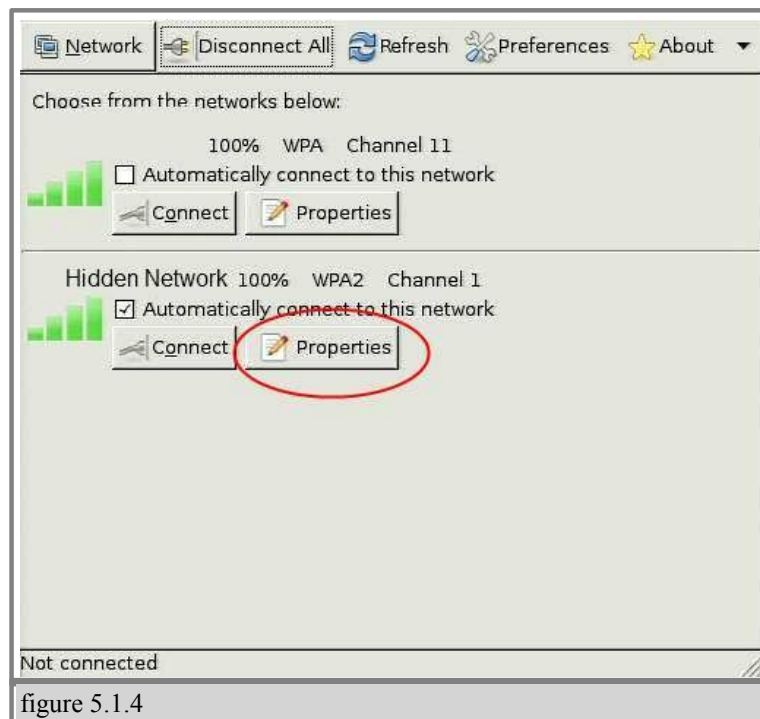 Network Disconnect All Refresh Preferences About
Choose from the networks below:
100% WPA Channel 11
Automatically connect to this network
Connect Properties
Hidden Network 100% WPA2 Channel 1
Automatically connect to this network
Connect Properties
Not connected
figure 5.1.4